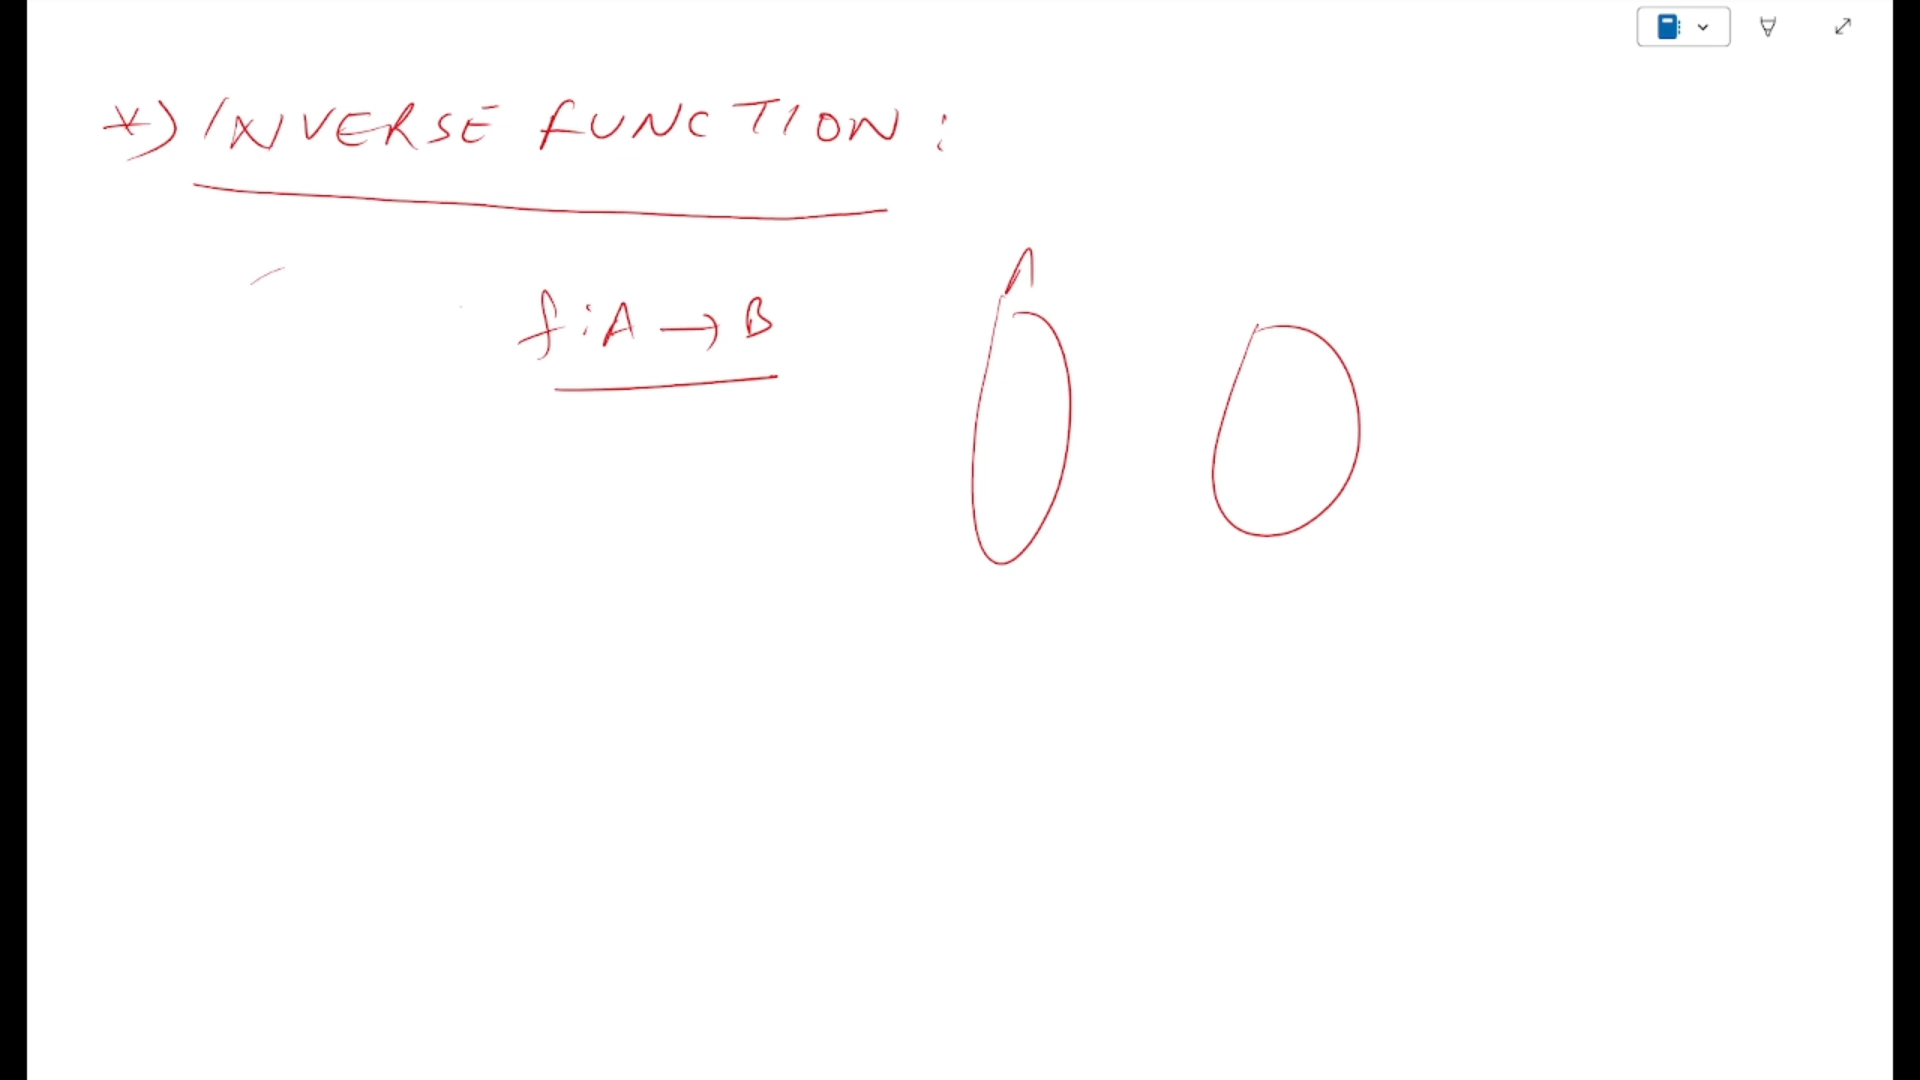 *) INVERSE FUNCTION :
A
f : A → B